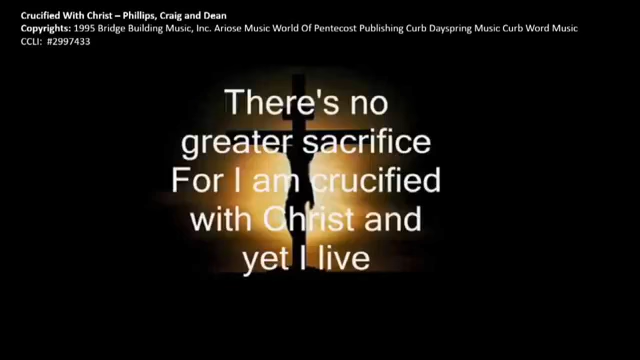 Crucified With Christ – Phillips, Craig and Dean
Copyrights: 1995 Bridge Building Music, Inc. Ariose Music World Of Pentecost Publishing Curb Dayspring Music Curb Word Music
CCLI: #2997433
There's no
greater sacrifice
For I am crucified
with Christ and
yet I live